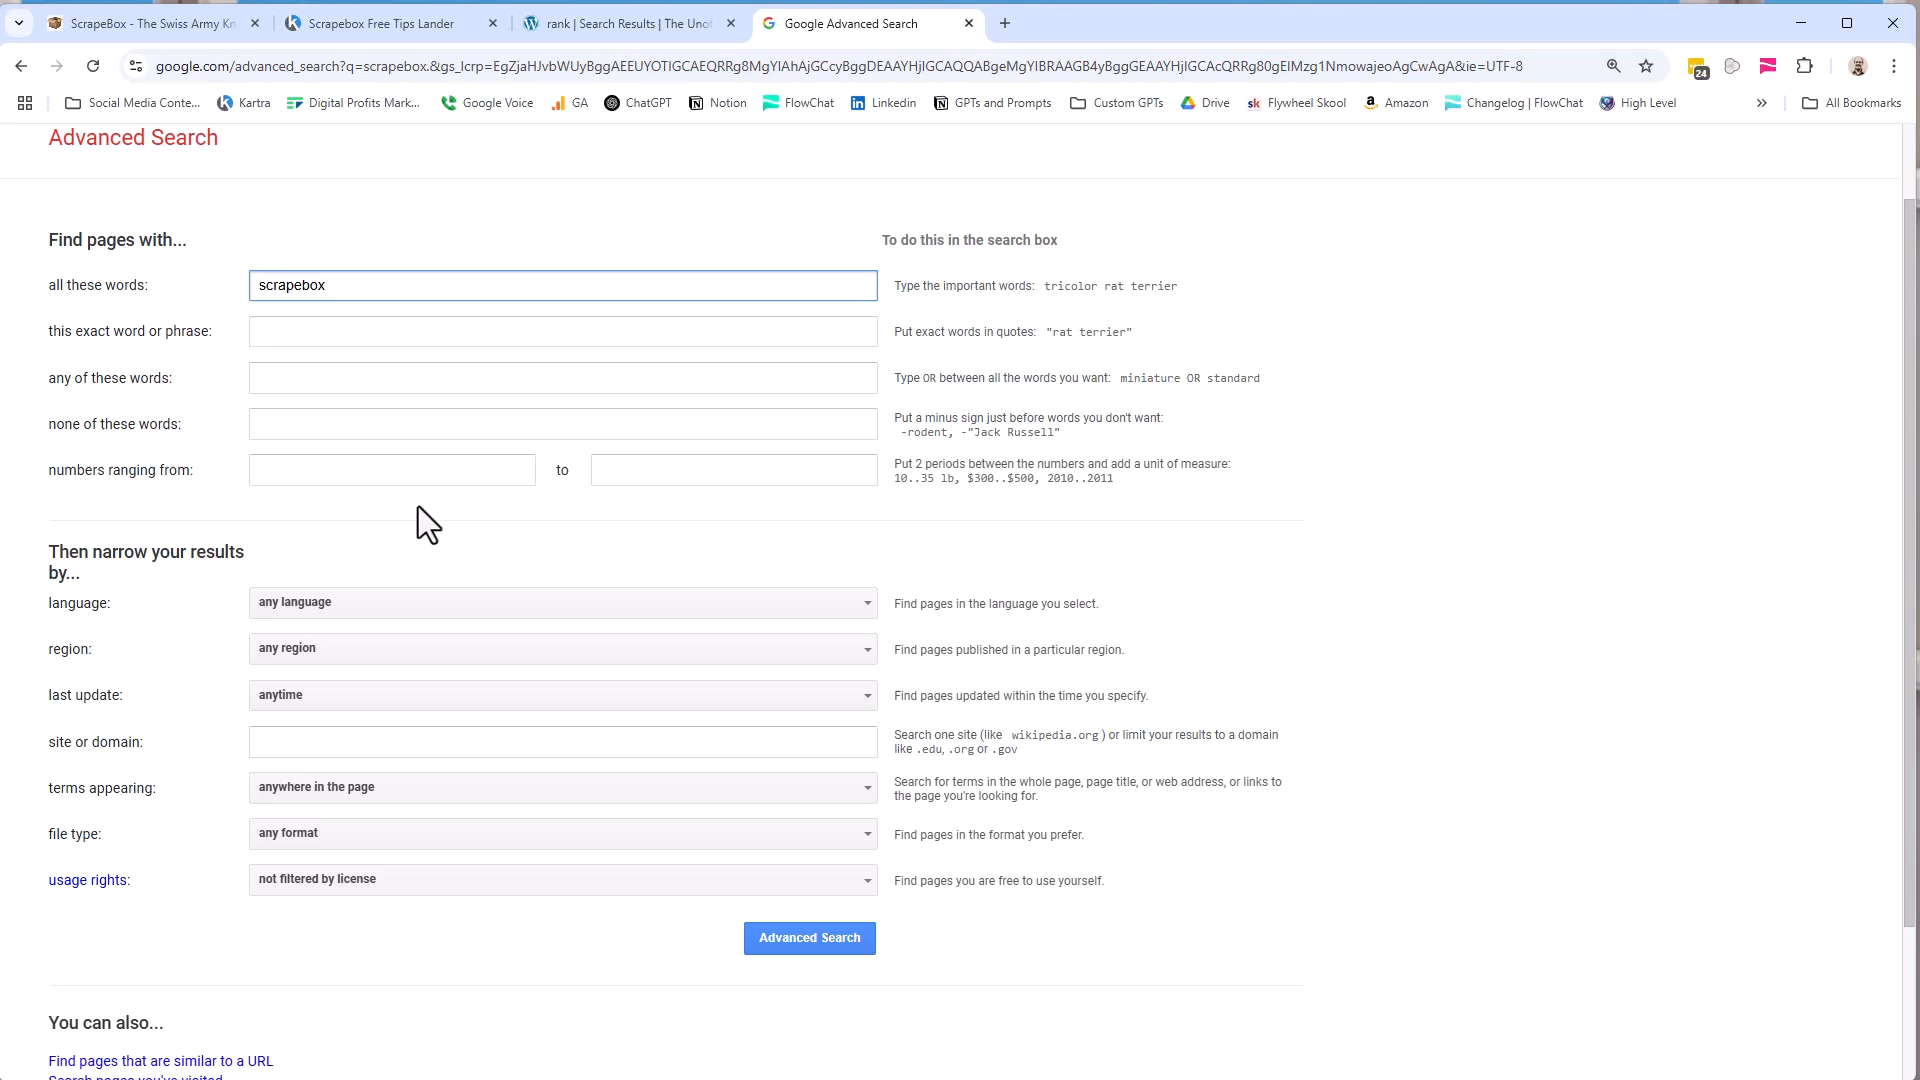 ScrapeBox - The Swiss Army Kn
Scrapebox Free Tips Lander
rank | Search Results | The Unof
Google Advanced Search
google.com/advanced_search?q=scrapebox.&gs_lcrp=EgZjaHJvbWUyBggAEEUYOTIGCAEQRRg8MgYIAhAjGCcyBggDEAAYHjIGCAQQABgeMgYIBRAAGB4yBggGEAAYHjIGCAcQRRg80gEIMzg1NmowajeoAgCwAgA&ie=UTF-8
24
Social Media Conte...
Kartra
Digital Profits Mark...
Google Voice
GA
ChatGPT
Notion
FlowChat
Linkedin
GPTs and Prompts
Custom GPTs
Drive
sk Flywheel Skool
Amazon
Changelog | FlowChat
High Level
»
All Bookmarks
Advanced Search
Find pages with...
To do this in the search box
all these words:
scrapebox
Type the important words: tricolor rat terrier
this exact word or phrase:
Put exact words in quotes: "rat terrier"
any of these words:
Type OR between all the words you want: miniature OR standard
none of these words:
Put a minus sign just before words you don't want:
-rodent, -"Jack Russell"
numbers ranging from:
to
Put 2 periods between the numbers and add a unit of measure:
10..35 lb, $300..$500, 2010..2011
Then narrow your results
by...
language:
any language
Find pages in the language you select.
region:
any region
Find pages published in a particular region.
last update:
anytime
Find pages updated within the time you specify.
site or domain:
Search one site (like wikipedia.org ) or limit your results to a domain
like .edu, .org or .gov
terms appearing:
anywhere in the page
Search for terms in the whole page, page title, or web address, or links to
the page you're looking for.
file type:
any format
Find pages in the format you prefer.
usage rights:
not filtered by license
Find pages you are free to use yourself.
Advanced Search
You can also...
Find pages that are similar to a URL
Search pages you've visited